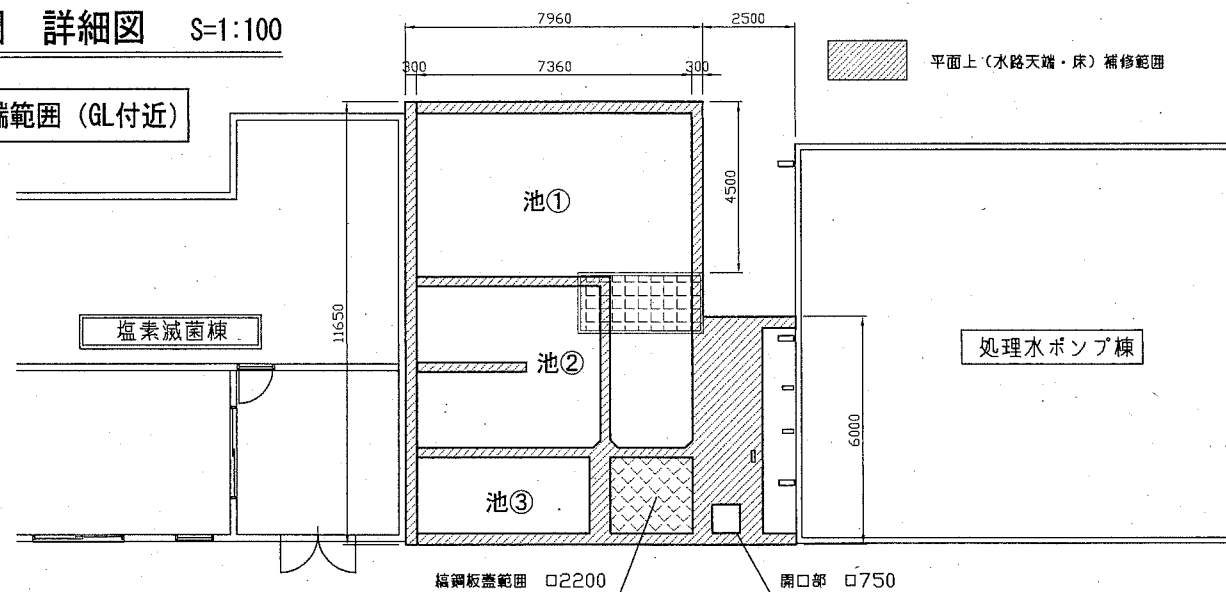 詳細図 S=1:100
端範囲 (GL付近)
7960
2500
300
7360
300
平面上（水路天端・床）補修範囲
池①
4500
11650
塩素滅菌棟
池②
処理水ポンプ棟
6000
池③
縞鋼板蓋範囲 □2200
開口部 □750